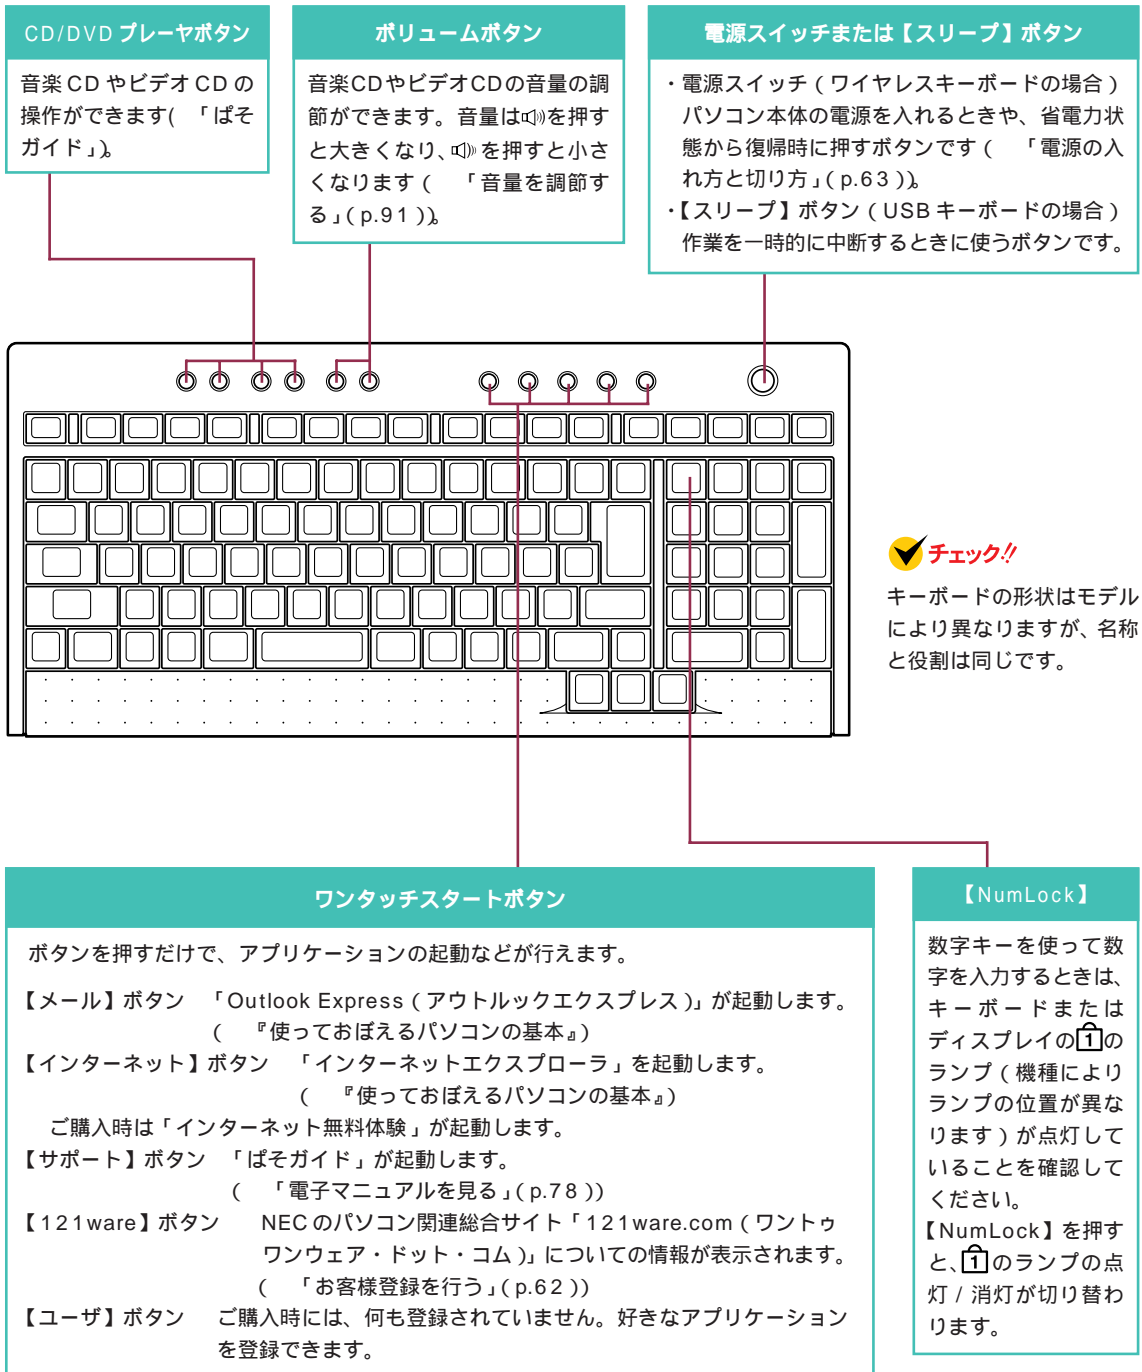 CD/DVD プレーヤボタン
音楽 CD やビデオ CD の
操作ができます(　「ぱそ
ガイド」)。
ボリュームボタン
音楽CDやビデオCDの音量の調
節ができます。音量はを押す
と大きくなり、を押すと小さ
くなります(　「音量を調節す
る」(p.91))。
電源スイッチまたは【スリープ】ボタン
・電源スイッチ(ワイヤレスキーボードの場合)
パソコン本体の電源を入れるときや、省電力状
態から復帰時に押すボタンです(　「電源の入
れ方と切り方」(p.63))。
・【スリープ】ボタン(USB キーボードの場合)
作業を一時的に中断するときに使うボタンです。
チェック!!
キーボードの形状はモデル
により異なりますが、名称
と役割は同じです。
ワンタッチスタートボタン
ボタンを押すだけで、アプリケーションの起動などが行えます。
【メール】ボタン　「Outlook Express(アウトルックエクスプレス)」が起動します。
(　『使っておぼえるパソコンの基本』)
【インターネット】ボタン　「インターネットエクスプローラ」を起動します。
(　『使っておぼえるパソコンの基本』)
ご購入時は「インターネット無料体験」が起動します。
【サポート】ボタン　「ぱそガイド」が起動します。
(　「電子マニュアルを見る」(p.78))
【121ware】ボタン　NEC のパソコン関連総合サイト「121ware.com(ワントゥ
ワンウェア・ドット・コム)」についての情報が表示されます。
(　「お客様登録を行う」(p.62))
【ユーザ】ボタン　ご購入時には、何も登録されていません。好きなアプリケーション
を登録できます。
【NumLock】
数字キーを使って数
字を入力するときは、
キーボードまたは
ディスプレイの1の
ランプ(機種により
ランプの位置が異な
ります)が点灯して
いることを確認して
ください。
【NumLock】を押す
と、1のランプの点
灯/消灯が切り替わ
ります。